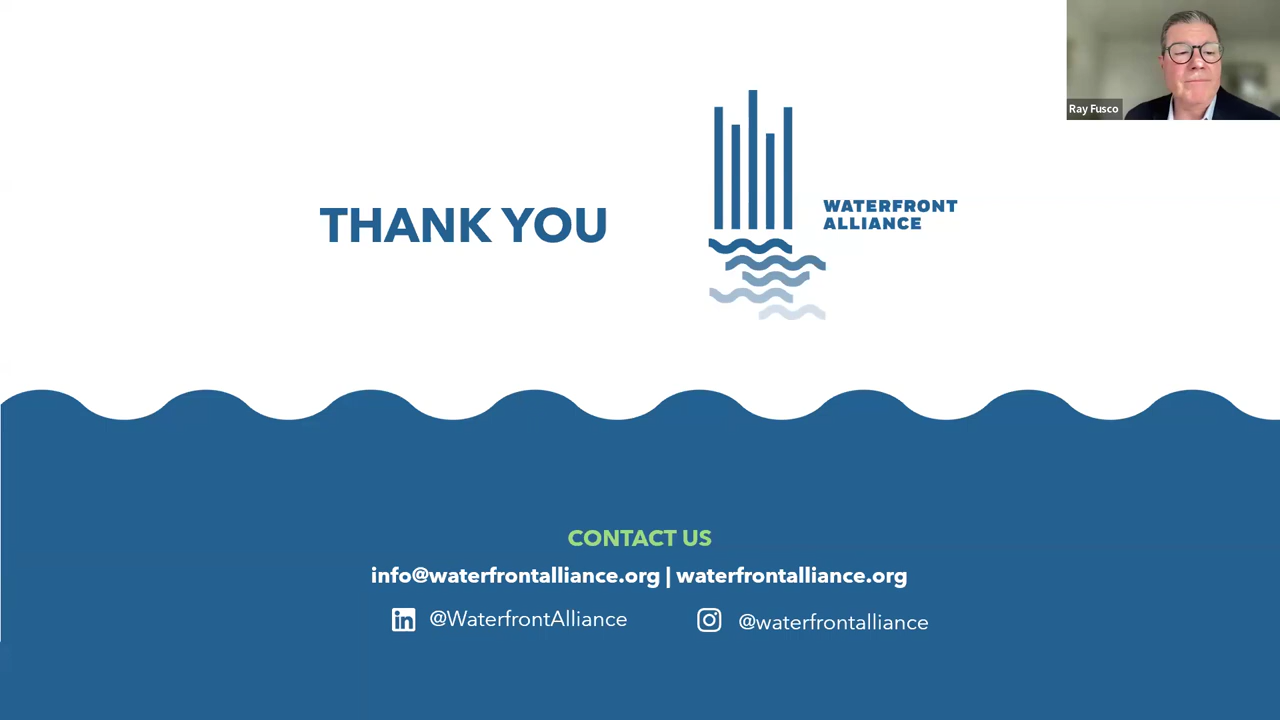 Ray Fusco
THANK YOU
WATERFRONT
ALLIANCE
CONTACT US
info@waterfrontalliance.org | waterfrontalliance.org
@WaterfrontAlliance
@waterfrontalliance